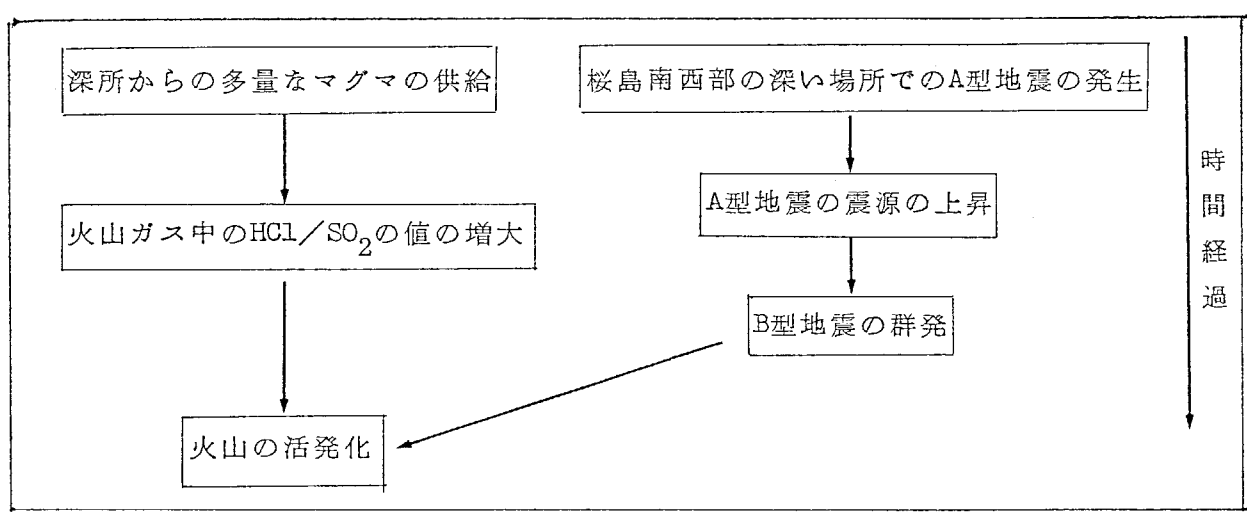 深所からの多量なマグマの供給
火山ガス中のHCl／SO2の値の増大
火山の活発化
桜島南西部の深い場所でのA型地震の発生
A型地震の震源の上昇
B型地震の群発
時間経過